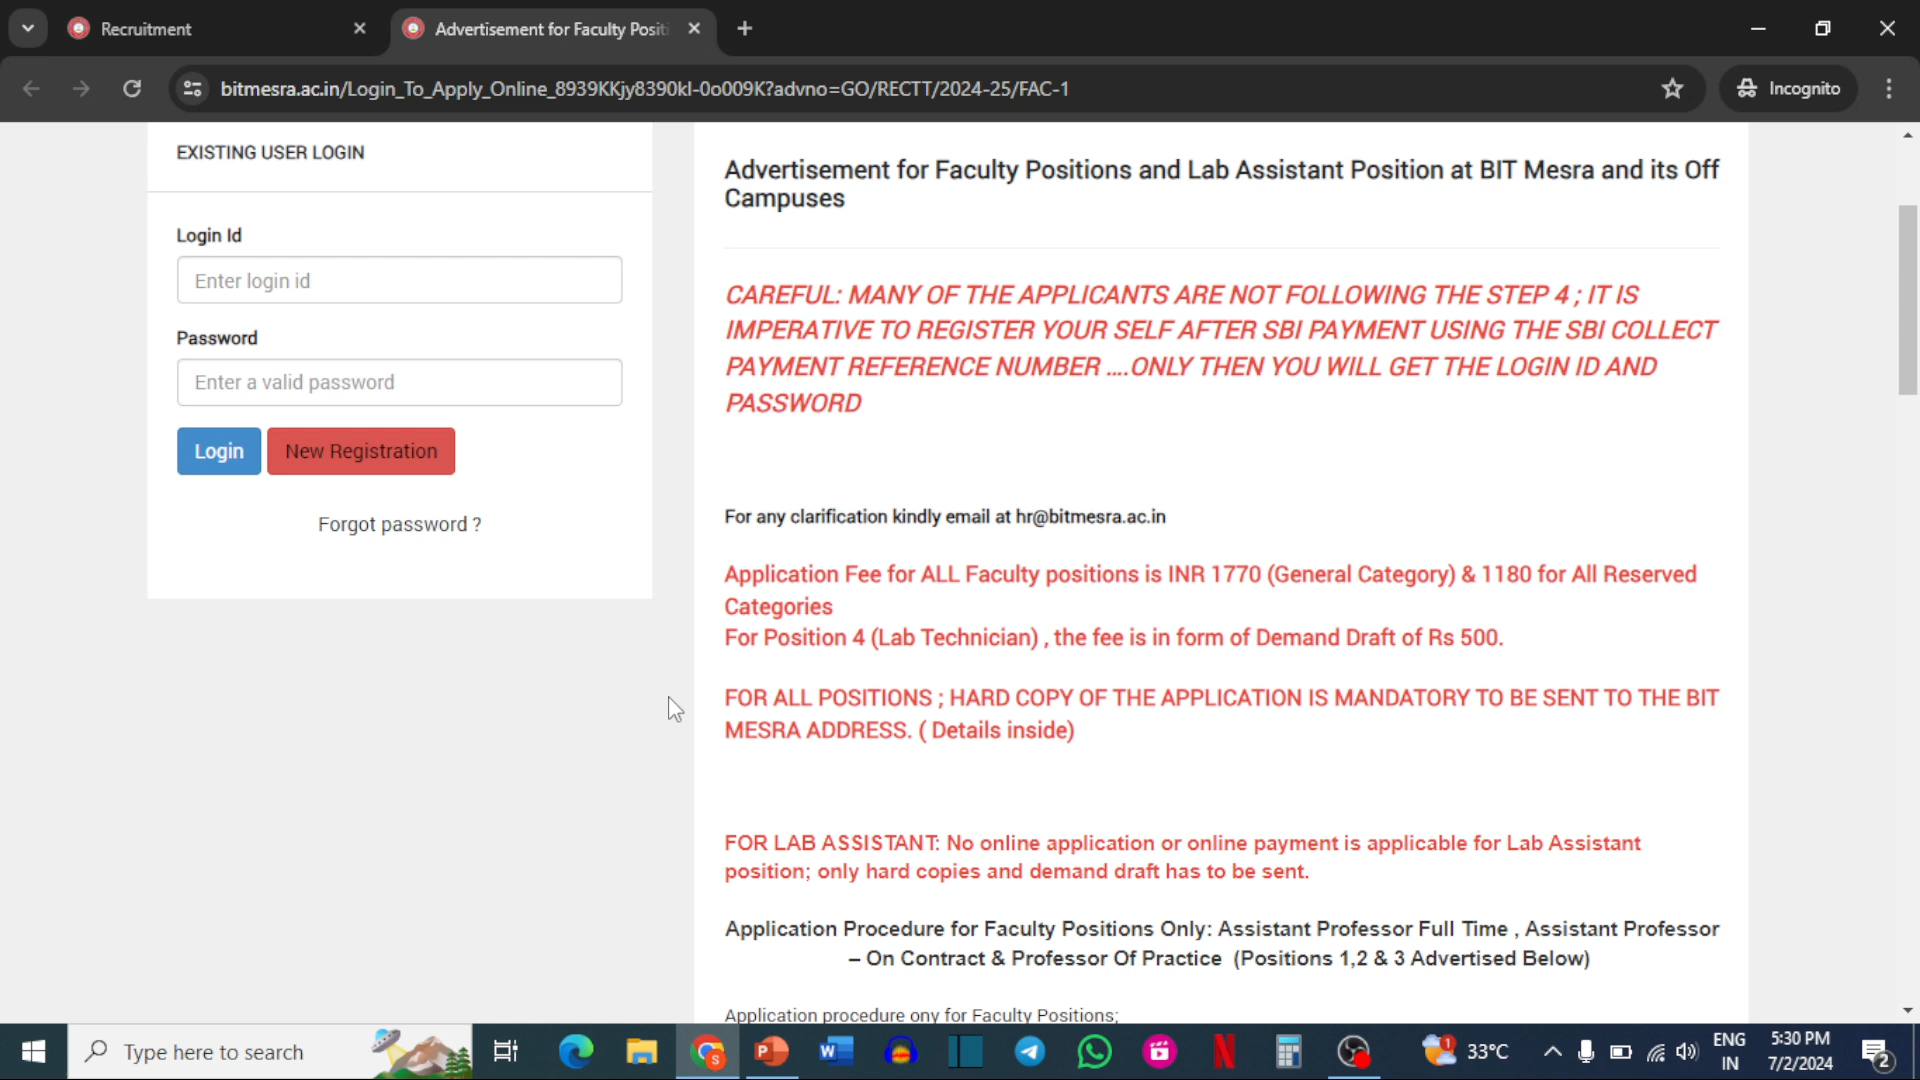 Recruitment
Advertisement for Faculty Positi
bitmesra.ac.in/Login_To_Apply_Online_8939KKjy8390kl-0o009K?advno=GO/RECTT/2024-25/FAC-1
Incognito
EXISTING USER LOGIN
Login Id
Enter login id
Password
Enter a valid password
Login
New Registration
Forgot password ?
Advertisement for Faculty Positions and Lab Assistant Position at BIT Mesra and its Off
Campuses
CAREFUL: MANY OF THE APPLICANTS ARE NOT FOLLOWING THE STEP 4 ; IT IS
IMPERATIVE TO REGISTER YOUR SELF AFTER SBI PAYMENT USING THE SBI COLLECT
PAYMENT REFERENCE NUMBER ....ONLY THEN YOU WILL GET THE LOGIN ID AND
PASSWORD
For any clarification kindly email at hr@bitmesra.ac.in
Application Fee for ALL Faculty positions is INR 1770 (General Category) & 1180 for All Reserved
Categories
For Position 4 (Lab Technician) , the fee is in form of Demand Draft of Rs 500.
FOR ALL POSITIONS ; HARD COPY OF THE APPLICATION IS MANDATORY TO BE SENT TO THE BIT
MESRA ADDRESS. ( Details inside)
FOR LAB ASSISTANT: No online application or online payment is applicable for Lab Assistant
position; only hard copies and demand draft has to be sent.
Application Procedure for Faculty Positions Only: Assistant Professor Full Time , Assistant Professor
– On Contract & Professor Of Practice (Positions 1,2 & 3 Advertised Below)
Application procedure ony for Faculty Positions;
Type here to search
33°C
ENG
IN
5:30 PM
7/2/2024
2